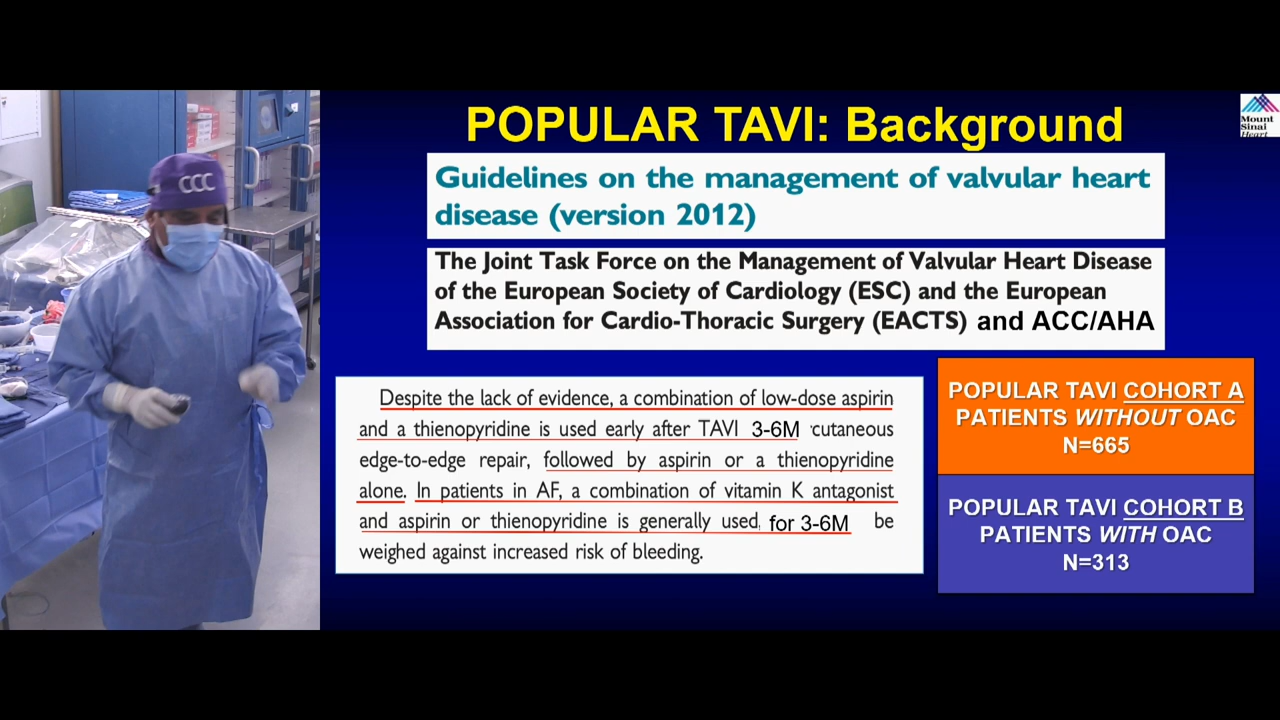 CCC
POPULAR TAVI: Background
Mount
Sinai
Heart
Guidelines on the management of valvular heart
disease (version 2012)
The Joint Task Force on the Management of Valvular Heart Disease
of the European Society of Cardiology (ESC) and the European
Association for Cardio-Thoracic Surgery (EACTS) and ACC/AHA
Despite the lack of evidence, a combination of low-dose aspirin
and a thienopyridine is used early after TAVI 3-6M cutaneous
edge-to-edge repair, followed by aspirin or a thienopyridine
alone. In patients in AF, a combination of vitamin K antagonist
and aspirin or thienopyridine is generally used, for 3-6M be
weighed against increased risk of bleeding.
POPULAR TAVI COHORT A
PATIENTS WITHOUT OAC
N=665
POPULAR TAVI COHORT B
PATIENTS WITH OAC
N=313